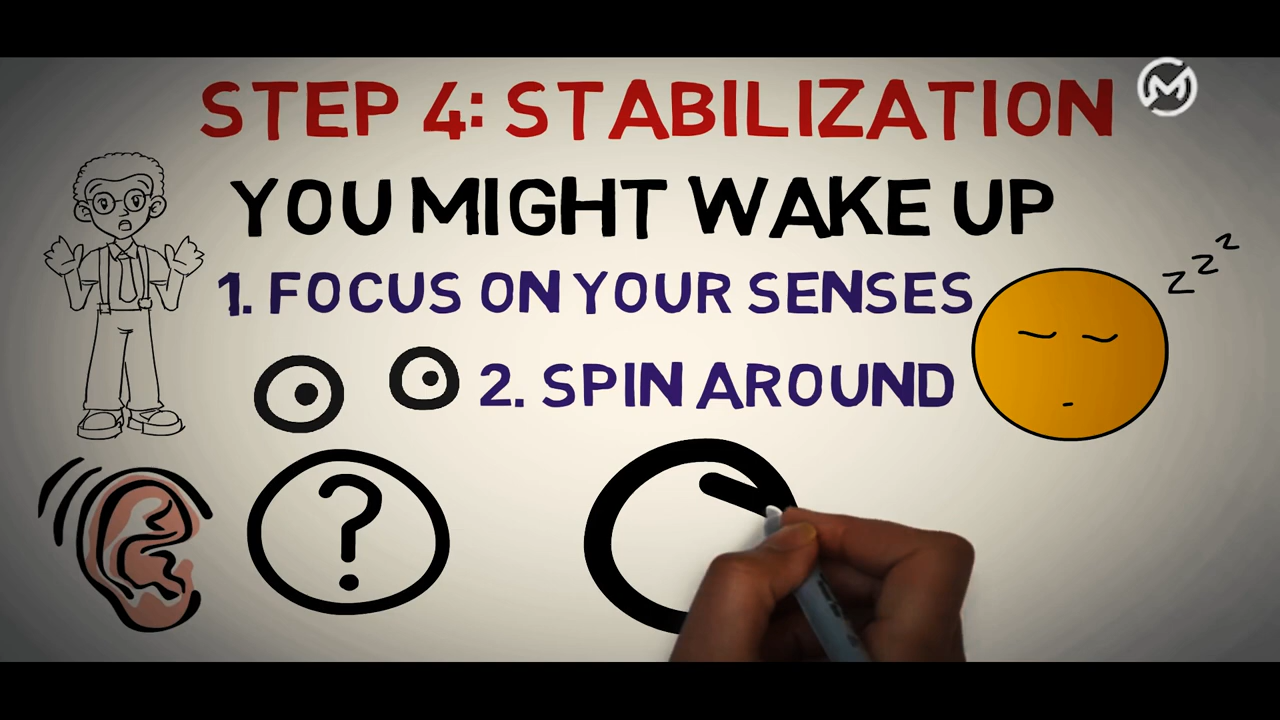 STEP 4: STABILIZATION
YOU MIGHT WAKE UP
1. FOCUS ON YOUR SENSES
2. SPIN AROUND
z z z
?